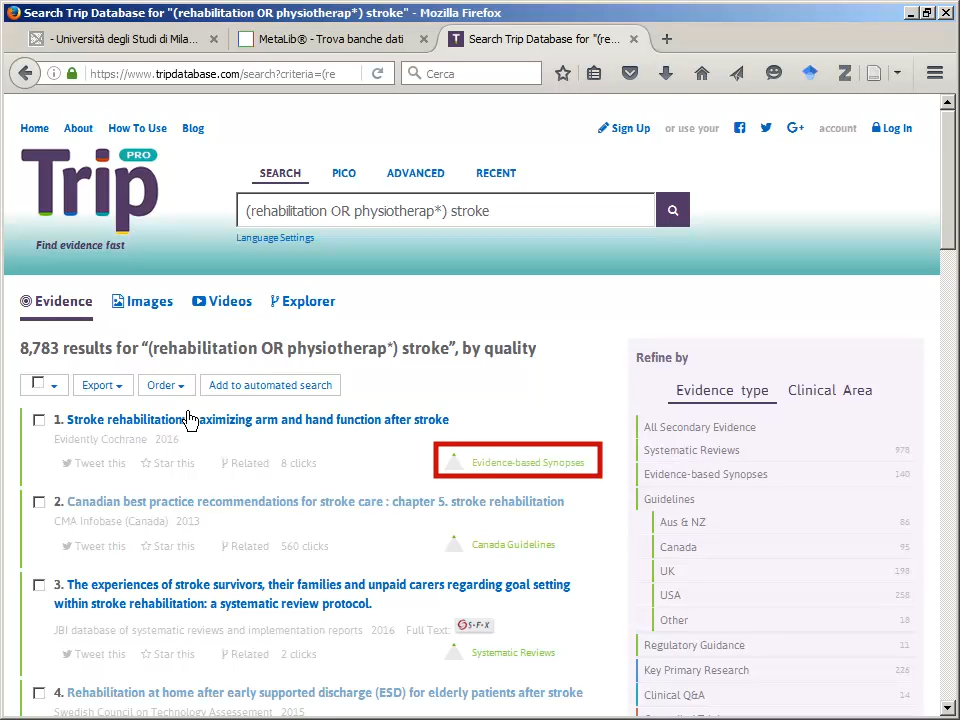 Search Trip Database for "(rehabilitation OR physiotherap*) stroke" - Mozilla Firefox
- Università degli Studi di Mila...
MetaLib® - Trova banche dati
Search Trip Database for "(re...
https://www.tripdatabase.com/search?criteria=(re
Cerca
Home About How To Use Blog
Sign Up or use your account Log In
Trip PRO
Find evidence fast
SEARCH PICO ADVANCED RECENT
(rehabilitation OR physiotherap*) stroke
Language Settings
Evidence Images Videos Explorer
8,783 results for “(rehabilitation OR physiotherap*) stroke”, by quality
Export Order Add to automated search
1. Stroke rehabilitation: maximizing arm and hand function after stroke
Evidently Cochrane 2016
Tweet this Star this Related 8 clicks
Evidence-based Synopses
2. Canadian best practice recommendations for stroke care : chapter 5. stroke rehabilitation
CMA Infobase (Canada) 2013
Tweet this Star this Related 560 clicks
Canada Guidelines
3. The experiences of stroke survivors, their families and unpaid carers regarding goal setting
within stroke rehabilitation: a systematic review protocol.
JBI database of systematic reviews and implementation reports 2016 Full Text: S·F·X
Tweet this Star this Related 2 clicks
Systematic Reviews
4. Rehabilitation at home after early supported discharge (ESD) for elderly patients after stroke
Swedish Council on Technology Assessement 2015
Refine by
Evidence type Clinical Area
All Secondary Evidence
Systematic Reviews 978
Evidence-based Synopses 140
Guidelines
Aus & NZ 86
Canada 95
UK 198
USA 258
Other 18
Regulatory Guidance 11
Key Primary Research 226
Clinical Q&A 14